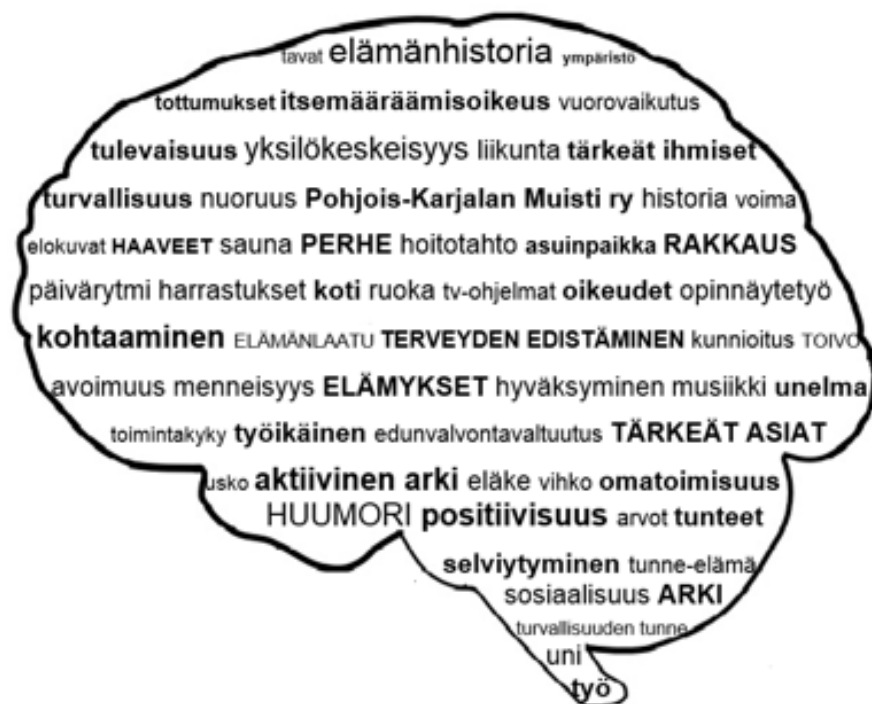 tavat elämänhistoria ympäristö
tottumukset itsemääräämisoikeus vuorovaikutus
tulevaisuus yksilökeskeisyys liikunta tärkeät ihmiset
turvallisuus nuoruus Pohjois-Karjalan Muisti ry historia voima
elokuvat HAAVEET sauna PERHE hoitotahto asuinpaikka RAKKAUS
päivärytmi harrastukset koti ruoka tv-ohjelmat oikeudet opinnäytetyö
kohtaaminen ELÄMÄNLAATU TERVEYDEN EDISTÄMINEN kunnioitus TOIVO
avoimuus menneisyys ELÄMYKSET hyväksyminen musiikki unelma
toimintakyky työikäinen edunvalvontavaltuutus TÄRKEÄT ASIAT
usko aktiivinen arki eläke vihko omatoimisuus
HUUMORI positiivisuus arvot tunteet
selviytyminen tunne-elämä
sosiaalisuus ARKI
turvallisuuden tunne
uni
työ